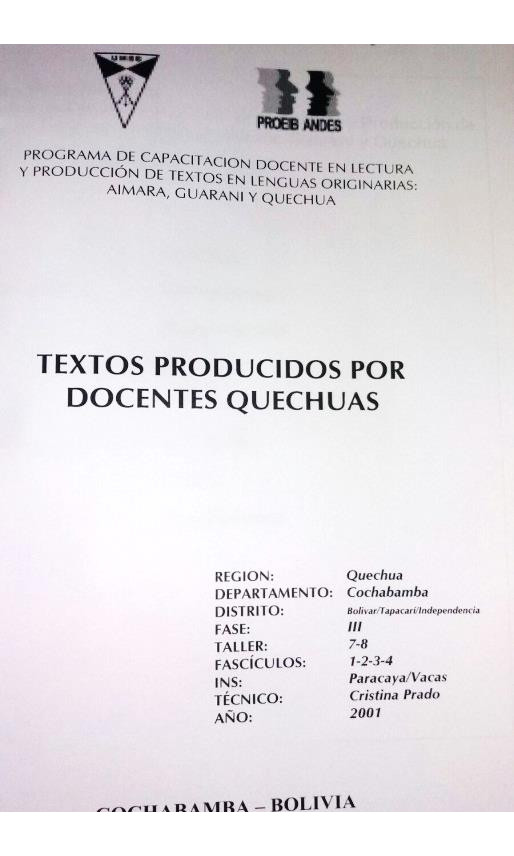 UMSS
PROEIB ANDES
PROGRAMA DE CAPACITACION DOCENTE EN LECTURA
Y PRODUCCIÓN DE TEXTOS EN LENGUAS ORIGINARIAS:
AIMARA, GUARANI Y QUECHUA
TEXTOS PRODUCIDOS POR
DOCENTES QUECHUAS
REGION: Quechua
DEPARTAMENTO: Cochabamba
DISTRITO: Bolivar/Tapacarí/Independencia
FASE: III
TALLER: 7-8
FASCÍCULOS: 1-2-3-4
INS: Paracaya/Vacas
TÉCNICO: Cristina Prado
AÑO: 2001
COCHABAMBA – BOLIVIA